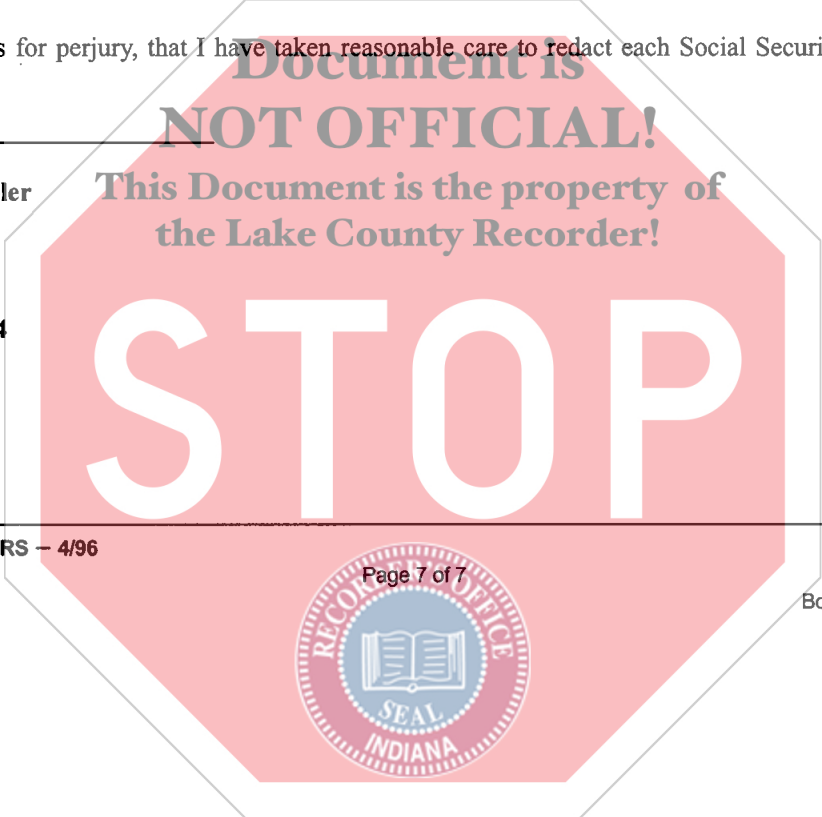 s for perjury, that I have taken reasonable care to redact each Social Securi
Document is
NOT OFFICIAL!
ler
This Document is the property of
the Lake County Recorder!
4
STOP
RS – 4/96
Page 7 of 7
Bo
RECORDER'S OFFICE
SEAL
INDIANA